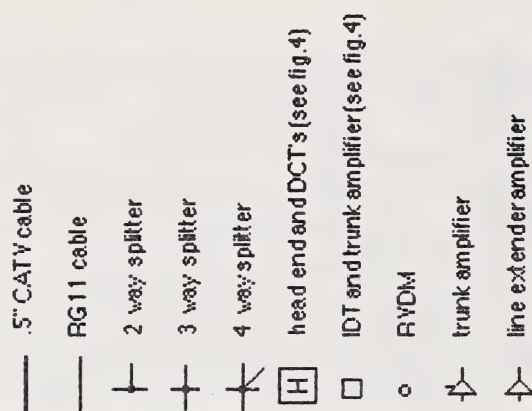 .5" CATV cable
RG11 cable
2 way splitter
3 way splitter
4 way splitter
H head end and DCT's (see fig.4)
IDT and trunk amplifier (see fig.4)
RVDM
trunk amplifier
line extender amplifier